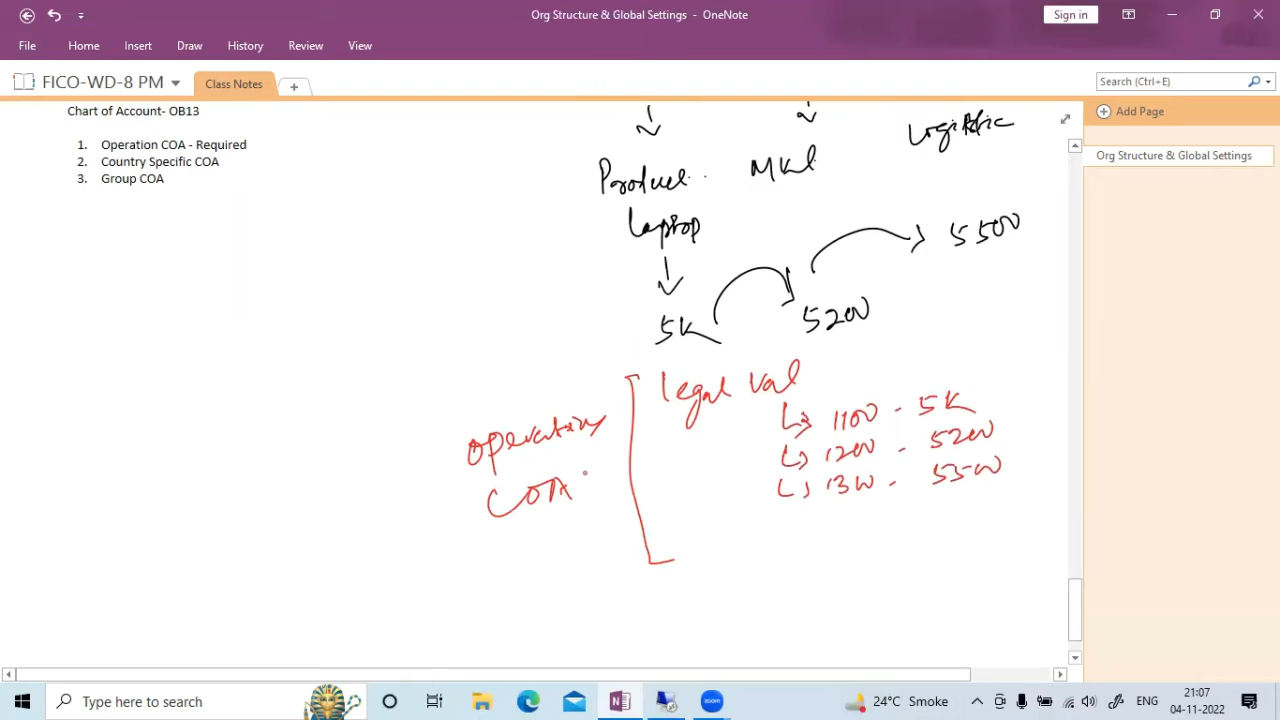 Org Structure & Global Settings - OneNote
Sign in
File Home Insert Draw History Review View
FICO-WD-8 PM
Class Notes
Search (Ctrl+E)
Chart of Account- OB13
1. Operation COA - Required
2. Country Specific COA
3. Group COA
Add Page
Org Structure & Global Settings
Logistic
Product
Mkt
Laptop
5500
5K
5200
legal val
1100 - 5K
1200 - 5200
1300 - 5500
Operation
COA
Type here to search
24°C Smoke
ENG
21:07
04-11-2022
zoom